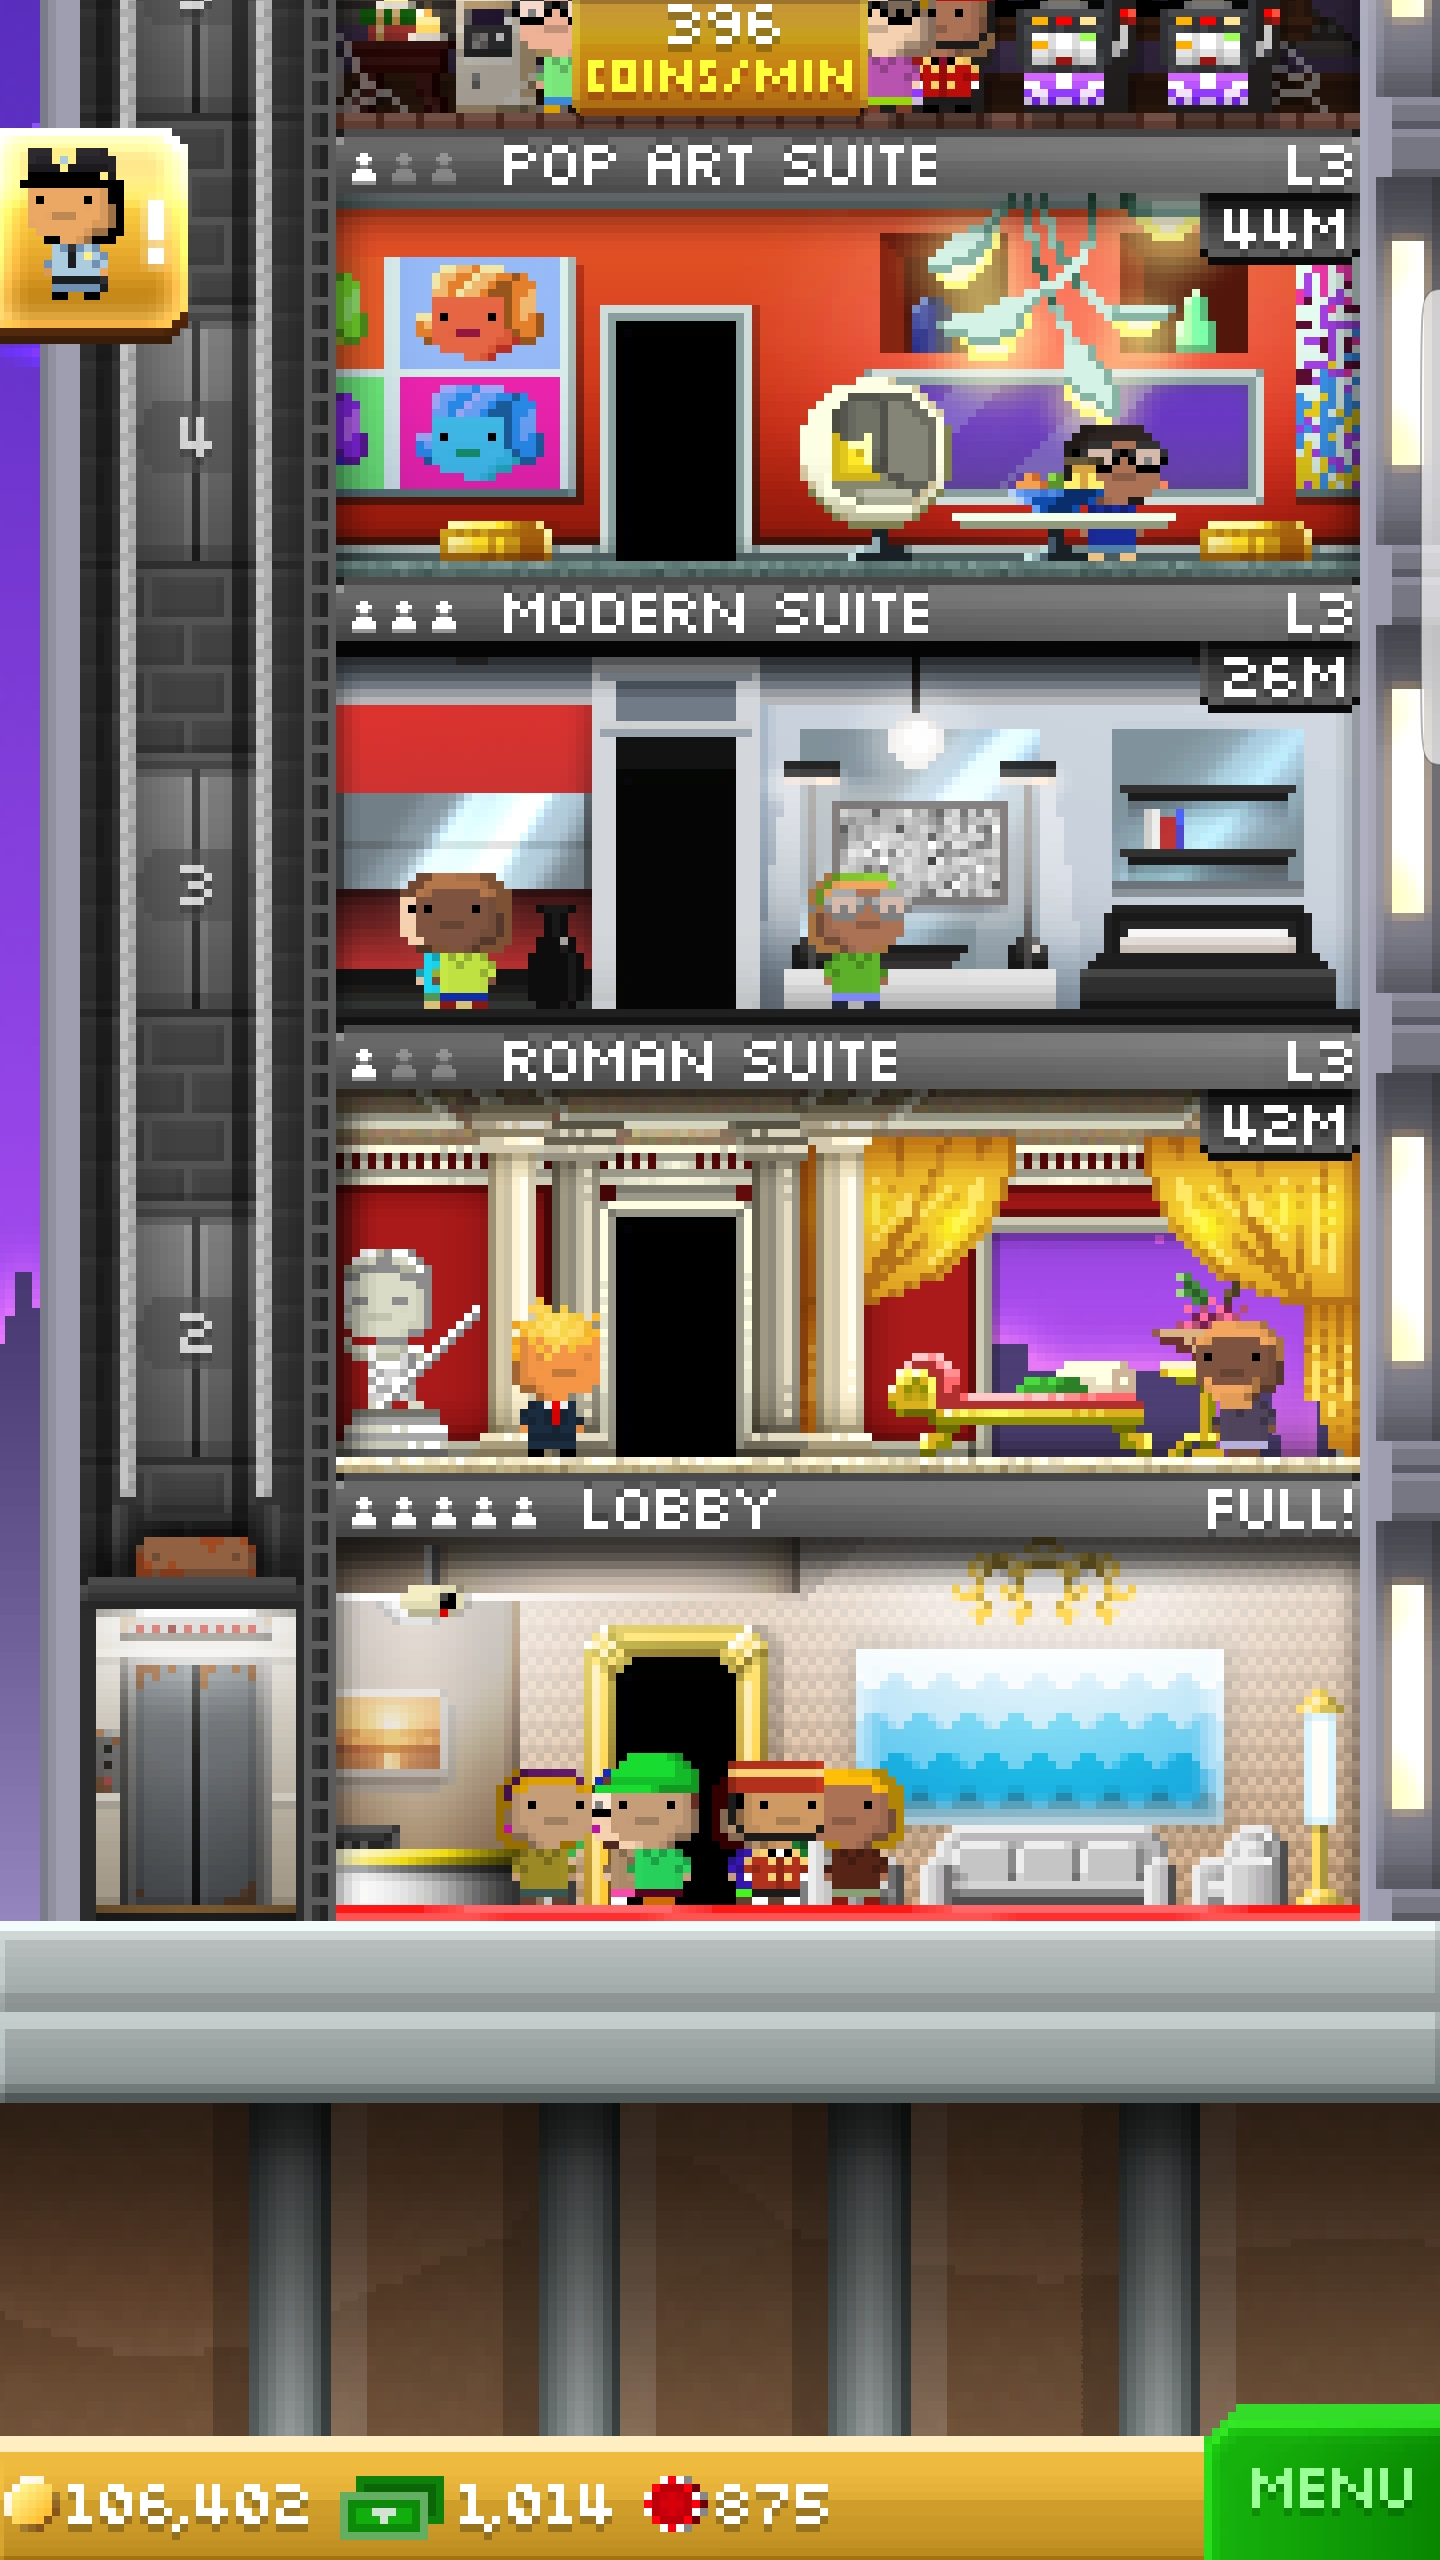 396
COINS/MIN
!
POP ART SUITE L3
44M
4
MODERN SUITE L3
26M
3
ROMAN SUITE L3
42M
2
LOBBY FULL!
MENU
106,402 1,014 875